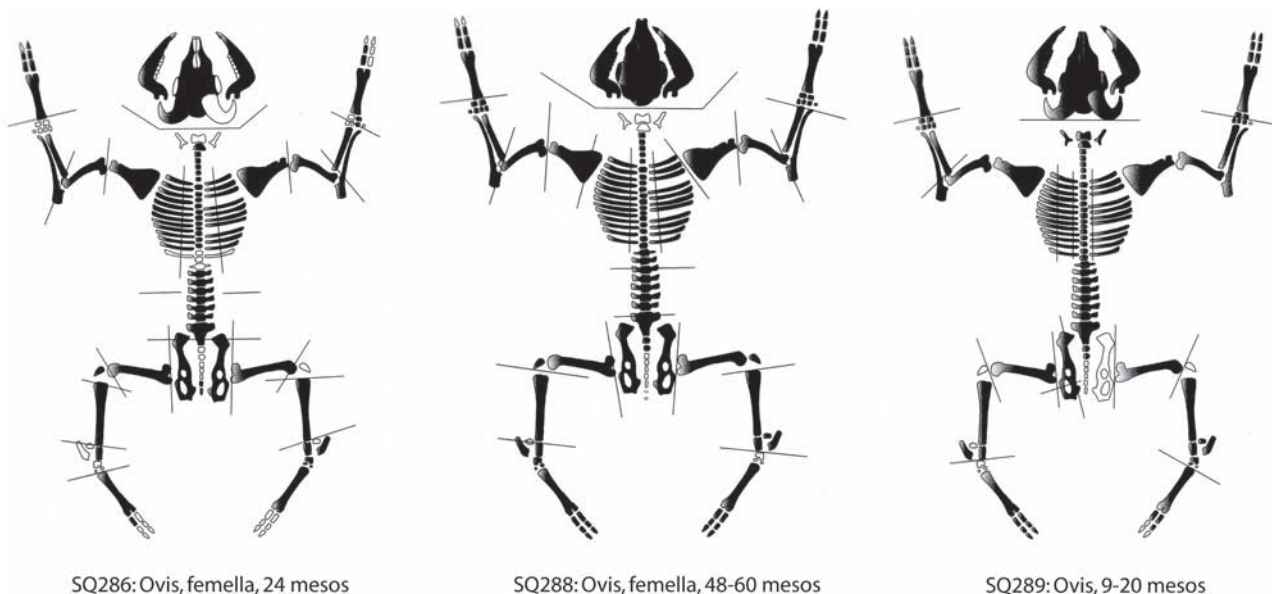 SQ286: Ovis, femella, 24 mesos
SQ288: Ovis, femella, 48-60 mesos
SQ289: Ovis, 9-20 mesos